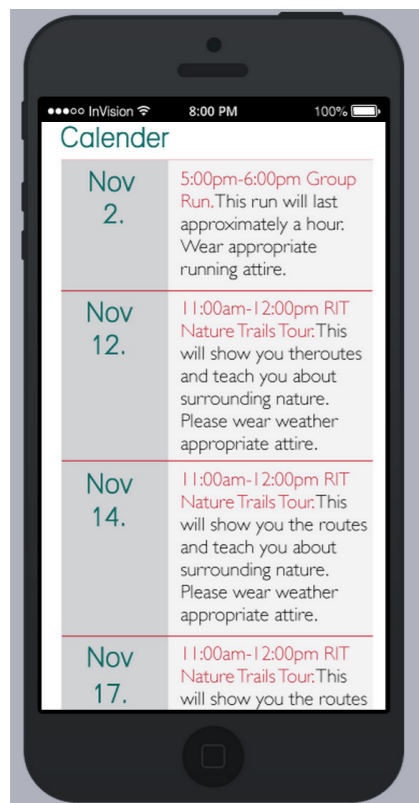 InVision 8:00 PM 100%
Calender
Nov
2.
5:00pm-6:00pm Group
Run.This run will last
approximately a hour.
Wear appropriate
running attire.
Nov
12.
11:00am-12:00pm RIT
Nature Trails Tour.This
will show you theroutes
and teach you about
surrounding nature.
Please wear weather
appropriate attire.
Nov
14.
11:00am-12:00pm RIT
Nature Trails Tour.This
will show you the routes
and teach you about
surrounding nature.
Please wear weather
appropriate attire.
Nov
17.
11:00am-12:00pm RIT
Nature Trails Tour.This
will show you the routes